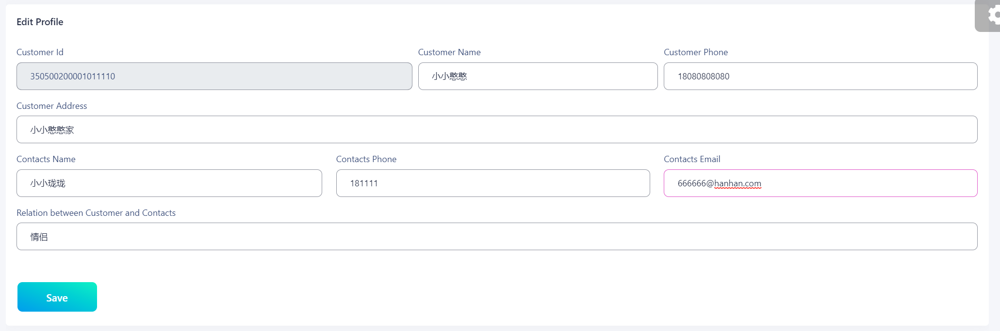 Edit Profile
Customer Id
Customer Name
Customer Phone
350500200001011110
小小憨憨
18080808080
Customer Address
小小憨憨家
Contacts Name
Contacts Phone
Contacts Email
小小珑珑
181111
666666@hanhan.com
Relation between Customer and Contacts
情侣
Save